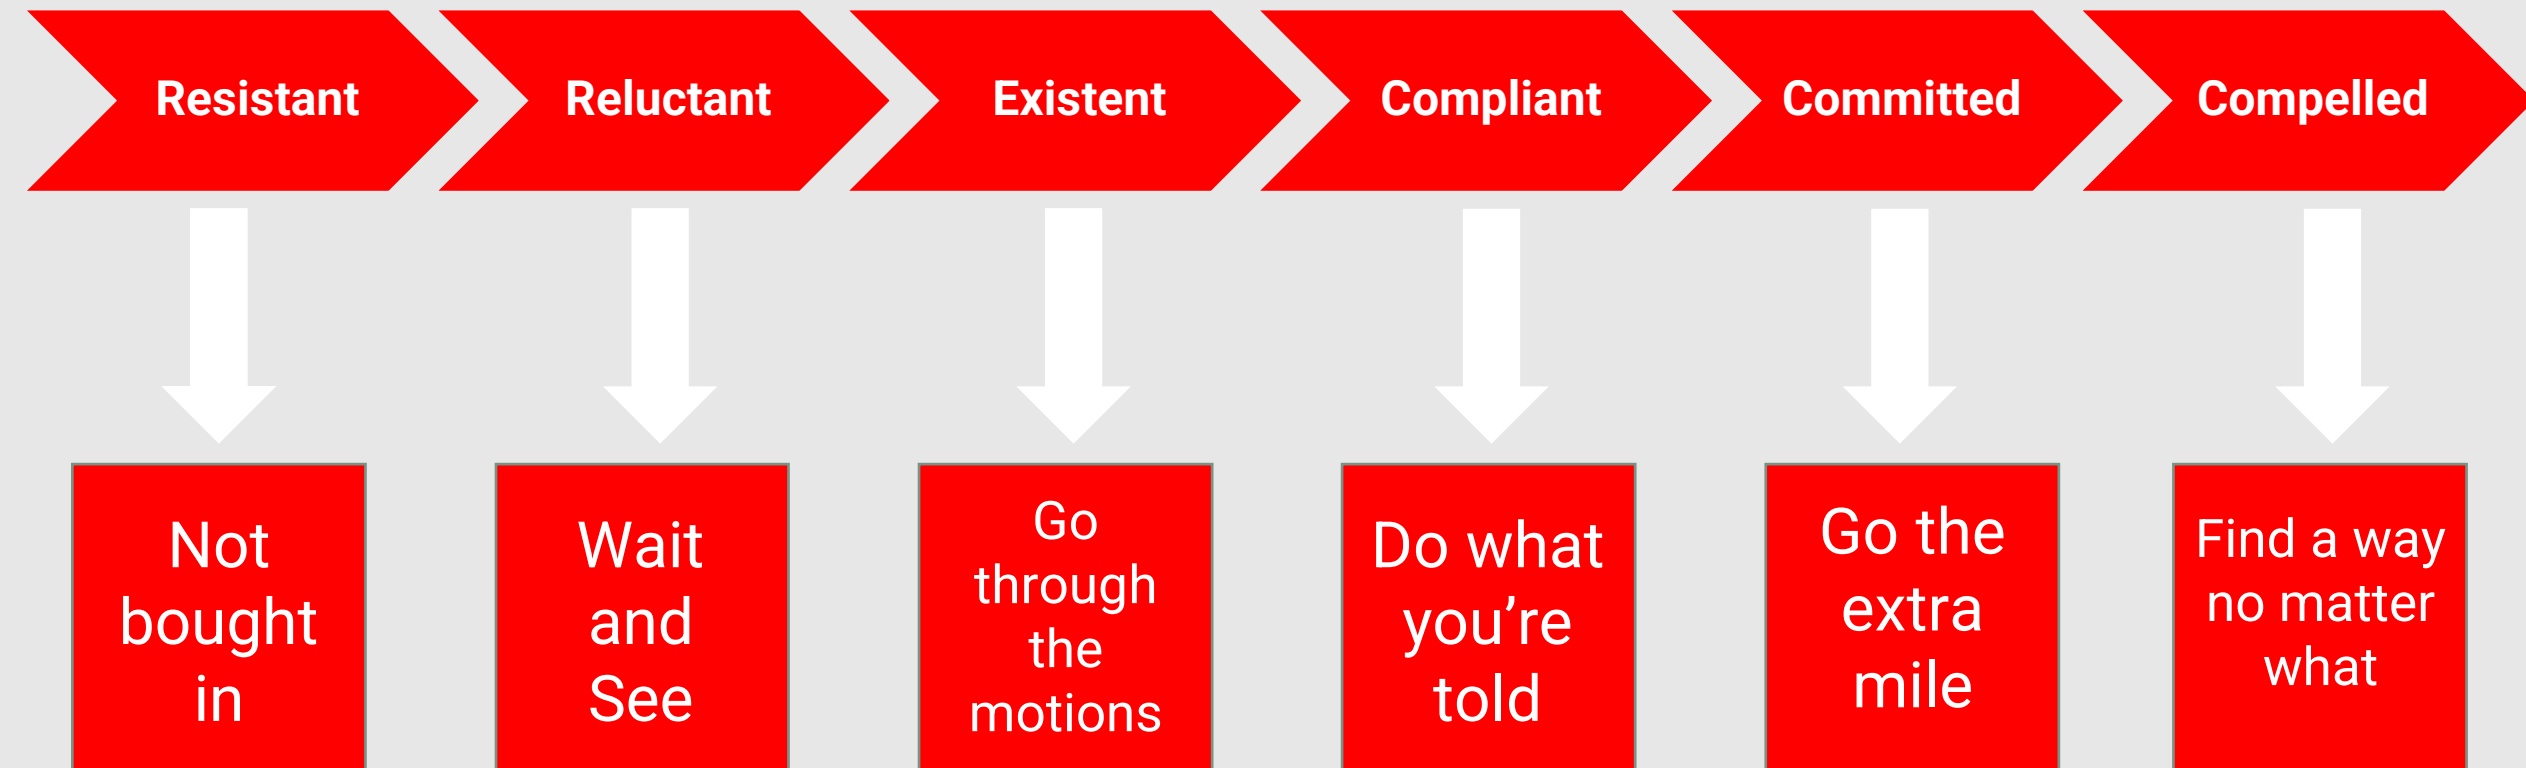 Resistant
Reluctant
Existent
Compliant
Committed
Compelled
Not
bought
in
Wait
and
See
Go
through
the
motions
Do what
you’re
told
Go the
extra
mile
Find a way
no matter
what